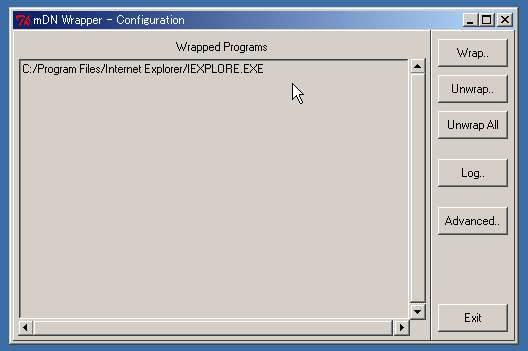 mDN Wrapper - Configuration
Wrapped Programs
C:/Program Files/Internet Explorer/IEXPLORE.EXE
Wrap..
Unwrap..
Unwrap All
Log..
Advanced..
Exit